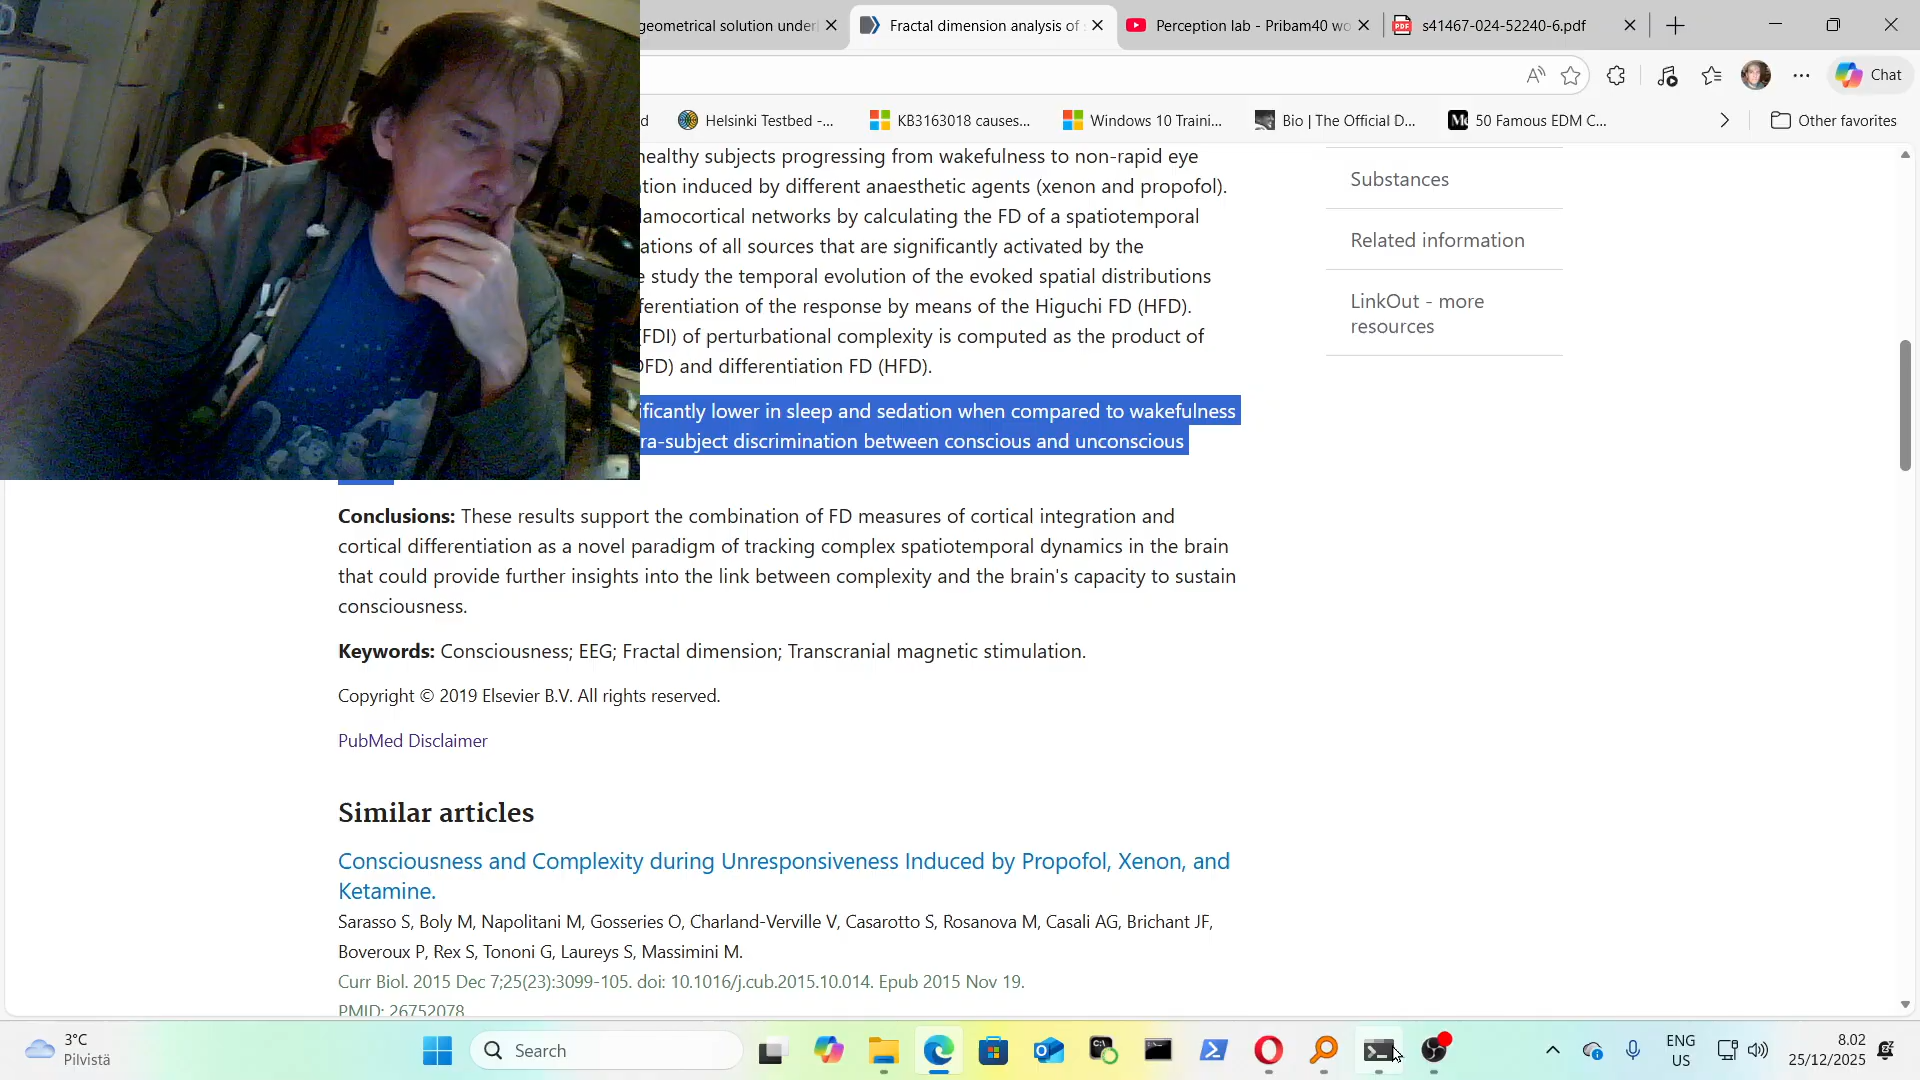 geometrical solution under
Fractal dimension analysis of
Perception lab - Pribam40 wo
s41467-024-52240-6.pdf
Chat
Helsinki Testbed -...
KB3163018 causes...
Windows 10 Traini...
Bio | The Official D...
50 Famous EDM C...
Other favorites
healthy subjects progressing from wakefulness to non-rapid eye
tion induced by different anaesthetic agents (xenon and propofol).
lamocortical networks by calculating the FD of a spatiotemporal
ations of all sources that are significantly activated by the
e study the temporal evolution of the evoked spatial distributions
ferentiation of the response by means of the Higuchi FD (HFD).
(FDI) of perturbational complexity is computed as the product of
DFD) and differentiation FD (HFD).
ificantly lower in sleep and sedation when compared to wakefulness
ra-subject discrimination between conscious and unconscious
Conclusions: These results support the combination of FD measures of cortical integration and
cortical differentiation as a novel paradigm of tracking complex spatiotemporal dynamics in the brain
that could provide further insights into the link between complexity and the brain's capacity to sustain
consciousness.
Keywords: Consciousness; EEG; Fractal dimension; Transcranial magnetic stimulation.
Copyright © 2019 Elsevier B.V. All rights reserved.
PubMed Disclaimer
Similar articles
Consciousness and Complexity during Unresponsiveness Induced by Propofol, Xenon, and
Ketamine.
Sarasso S, Boly M, Napolitani M, Gosseries O, Charland-Verville V, Casarotto S, Rosanova M, Casali AG, Brichant JF,
Boveroux P, Rex S, Tononi G, Laureys S, Massimini M.
Curr Biol. 2015 Dec 7;25(23):3099-105. doi: 10.1016/j.cub.2015.10.014. Epub 2015 Nov 19.
PMID: 26752078
Substances
Related information
LinkOut - more
resources
3°C
Pilvistä
Search
ENG
US
8.02
25/12/2025